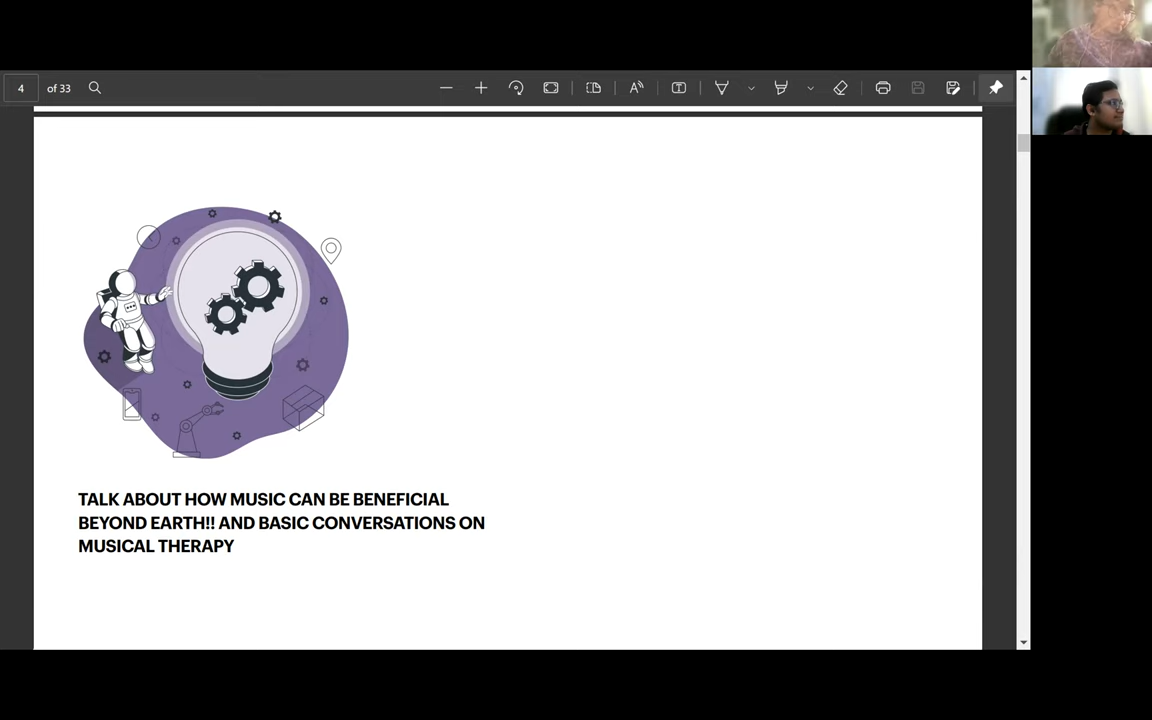 4 of 33
TALK ABOUT HOW MUSIC CAN BE BENEFICIAL
BEYOND EARTH!! AND BASIC CONVERSATIONS ON
MUSICAL THERAPY